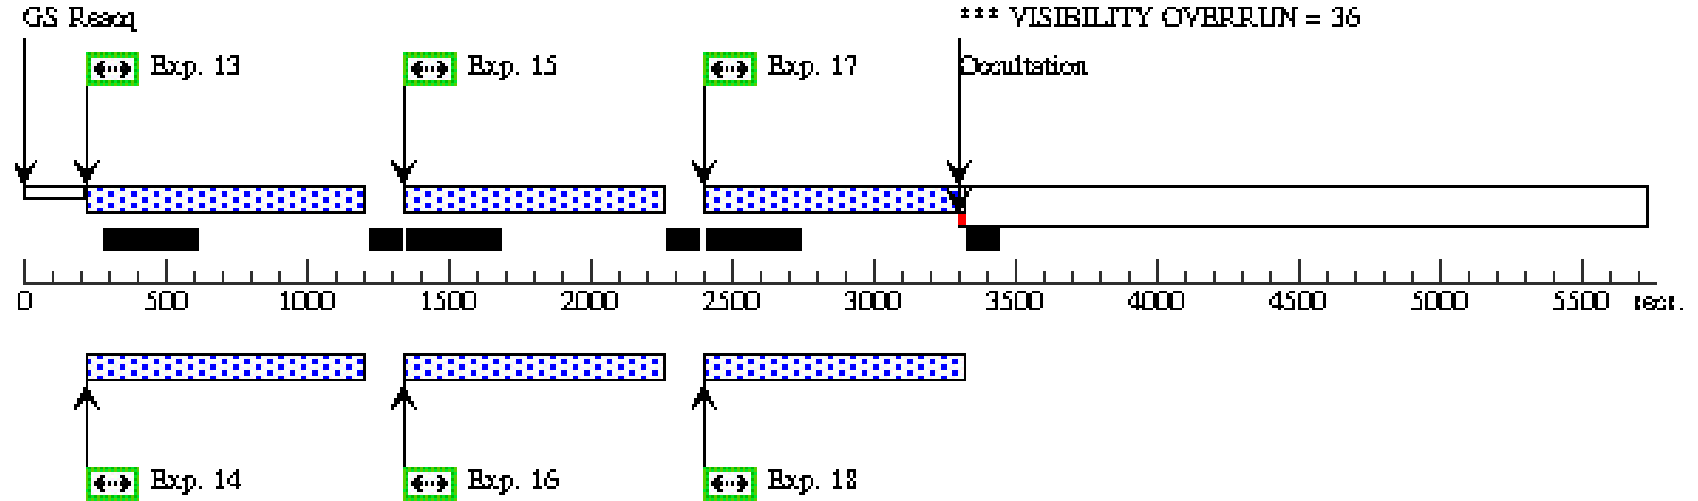 GS Reacq
*** VISIBILITY OVERRUN = 36
Exp. 13
Exp. 15
Exp. 17
Occultation
0 500 1000 1500 2000 2500 3000 3500 4000 4500 5000 5500 secs.
Exp. 14
Exp. 16
Exp. 18